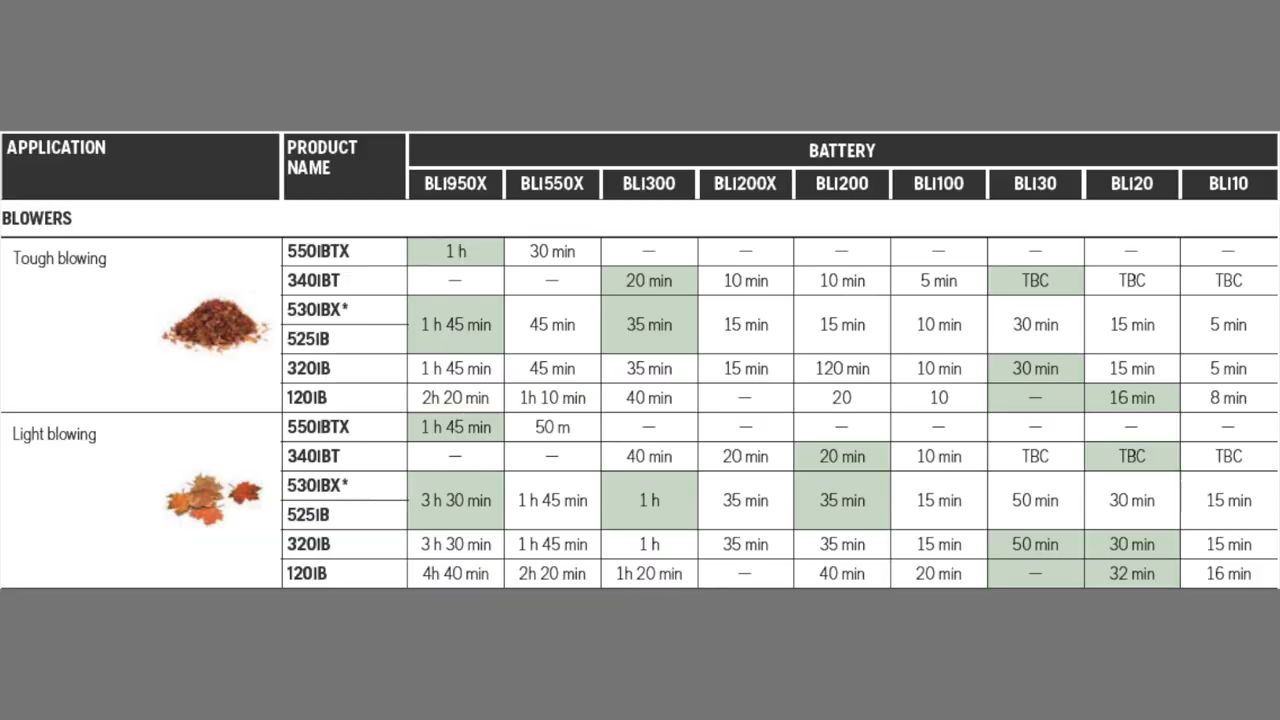 APPLICATION PRODUCT NAME BATTERY
BLI950X BLI550X BLI300 BLI200X BLI200 BLI100 BLI30 BLI20 BLI10
BLOWERS
Tough blowing
550IBTX 1 h 30 min — — — — — — —
340IBT — — 20 min 10 min 10 min 5 min TBC TBC TBC
530IBX*
1 h 45 min 45 min 35 min 15 min 15 min 10 min 30 min 15 min 5 min
525IB
320IB 1 h 45 min 45 min 35 min 15 min 120 min 10 min 30 min 15 min 5 min
120IB 2h 20 min 1h 10 min 40 min — 20 10 — 16 min 8 min
Light blowing
550IBTX 1 h 45 min 50 m — — — — — — —
340IBT — — 40 min 20 min 20 min 10 min TBC TBC TBC
530IBX*
3 h 30 min 1 h 45 min 1 h 35 min 35 min 15 min 50 min 30 min 15 min
525IB
320IB 3 h 30 min 1 h 45 min 1 h 35 min 35 min 15 min 50 min 30 min 15 min
120IB 4h 40 min 2h 20 min 1h 20 min — 40 min 20 min — 32 min 16 min